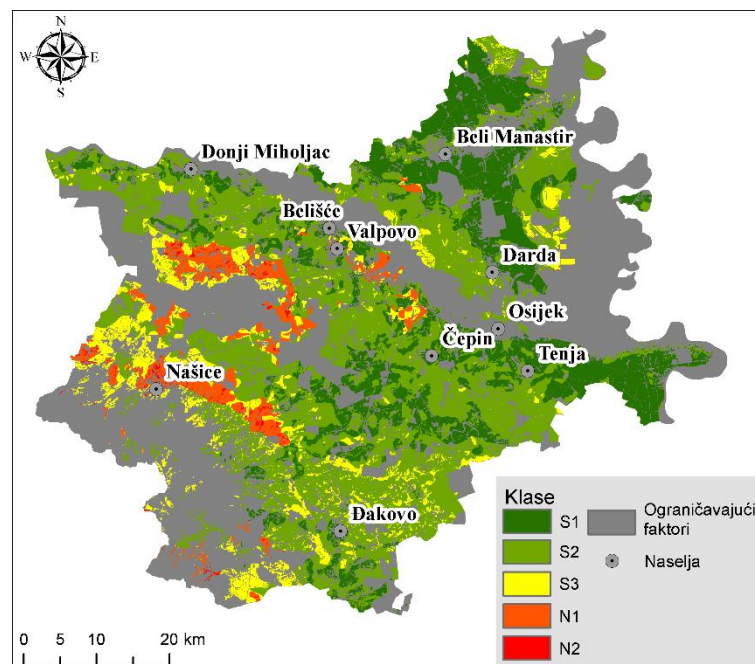 N
W E
S
Beli Manastir
Donji Miholjac
Belišće
Valpovo
Darda
Osijek
Čepin
Tenja
Našice
Đakovo
Klase
S1
S2
S3
N1
N2
Ograničavajući
faktori
Naselja
0 5 10 20 km